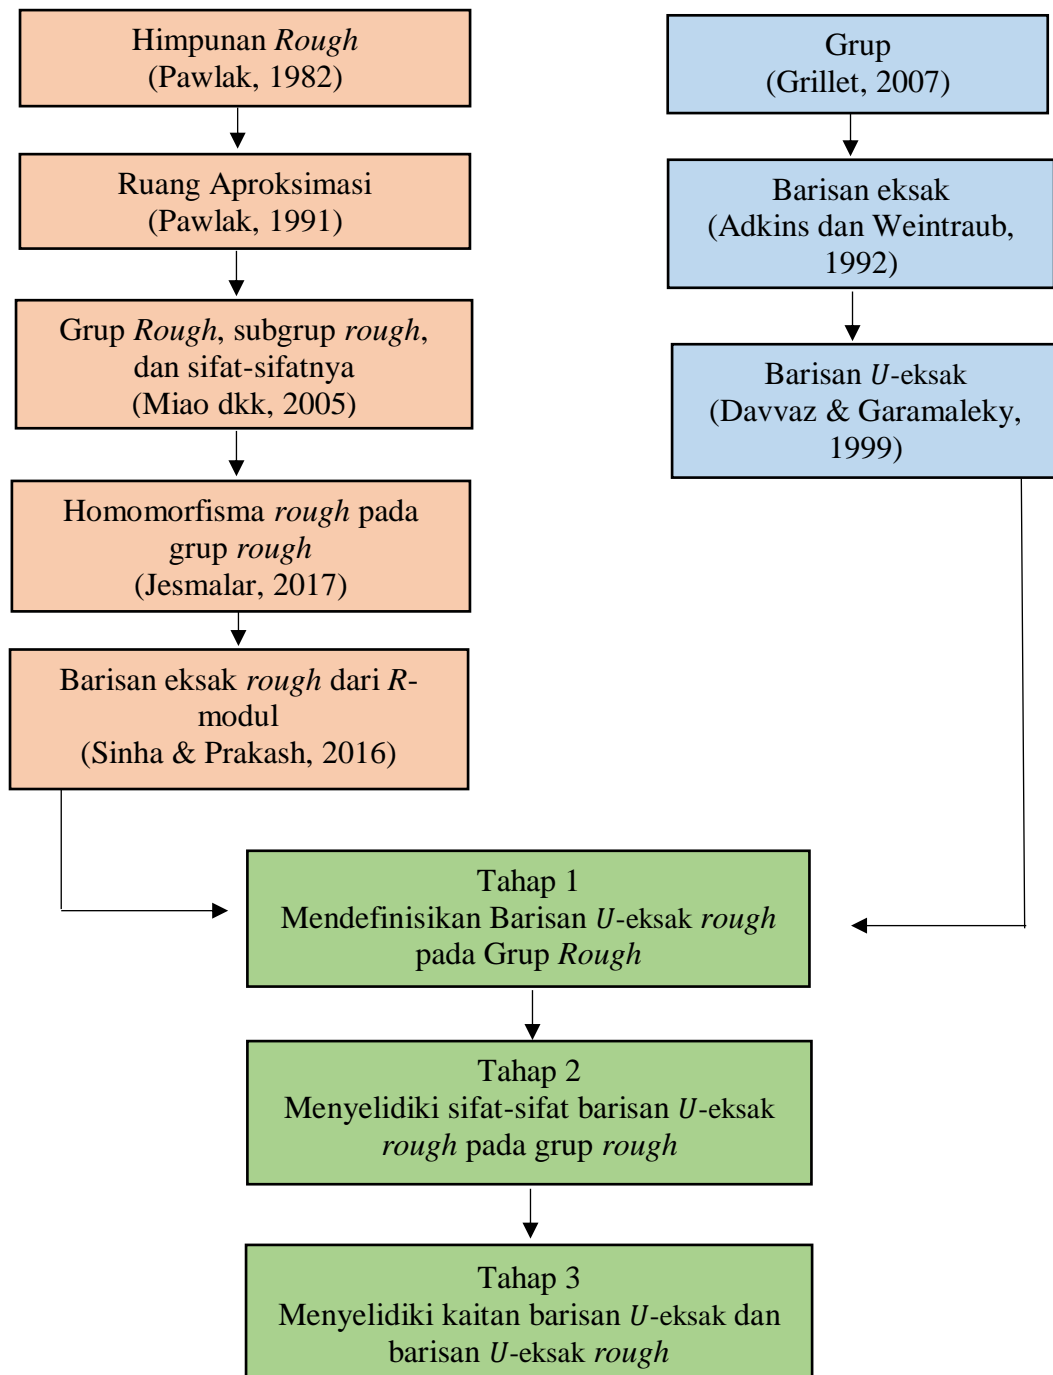 Himpunan Rough
(Pawlak, 1982)
Ruang Aproksimasi
(Pawlak, 1991)
Grup Rough, subgrup rough,
dan sifat-sifatnya
(Miao dkk, 2005)
Homomorfisma rough pada
grup rough
(Jesmalar, 2017)
Barisan eksak rough dari R-
modul
(Sinha & Prakash, 2016)
Grup
(Grillet, 2007)
Barisan eksak
(Adkins dan Weintraub,
1992)
Barisan U-eksak
(Davvaz & Garamaleky,
1999)
Tahap 1
Mendefinisikan Barisan U-eksak rough
pada Grup Rough
Tahap 2
Menyelidiki sifat-sifat barisan U-eksak
rough pada grup rough
Tahap 3
Menyelidiki kaitan barisan U-eksak dan
barisan U-eksak rough